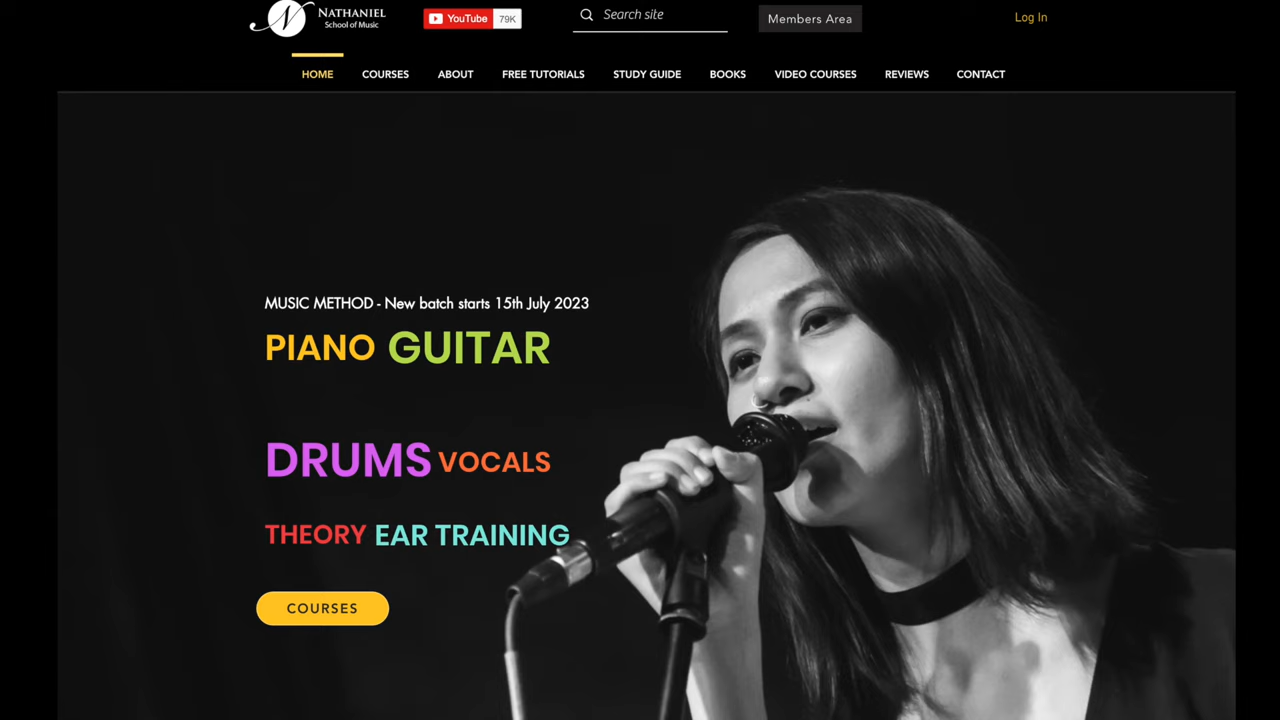 N NATHANIEL
School of Music
YouTube 79K
Search site
Members Area
Log In
HOME COURSES ABOUT FREE TUTORIALS STUDY GUIDE BOOKS VIDEO COURSES REVIEWS CONTACT
MUSIC METHOD - New batch starts 15th July 2023
PIANO GUITAR
DRUMS VOCALS
THEORY EAR TRAINING
COURSES